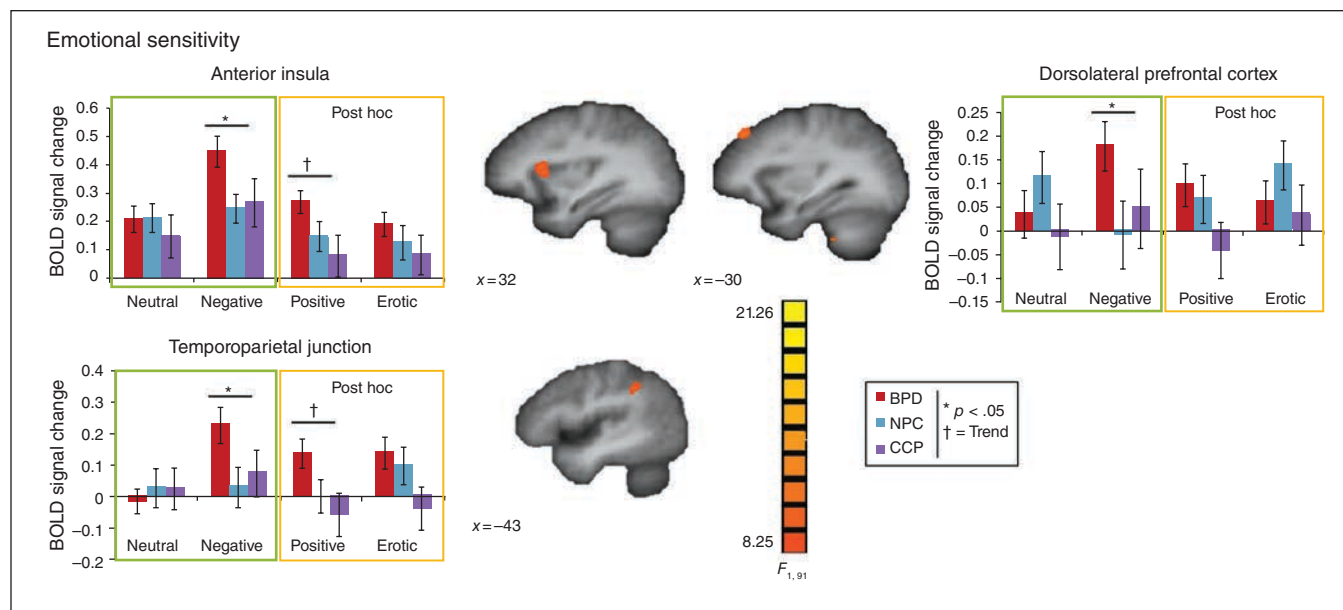 Emotional sensitivity
Anterior insula
Post hoc
BOLD signal change
0.6
0.5
0.4
0.3
0.2
0.1
0
*
†
Neutral
Negative
Positive
Erotic
x=32
x=−30
Dorsolateral prefrontal cortex
Post hoc
BOLD signal change
0.25
0.2
0.15
0.1
0.05
0
−0.05
−0.1
−0.15
*
Neutral
Negative
Positive
Erotic
Temporoparietal junction
Post hoc
BOLD signal change
0.4
0.3
0.2
0.1
0
−0.1
−0.2
*
†
Neutral
Negative
Positive
Erotic
x=−43
21.26
8.25
F1, 91
BPD
NPC
CCP
* p < .05
† = Trend